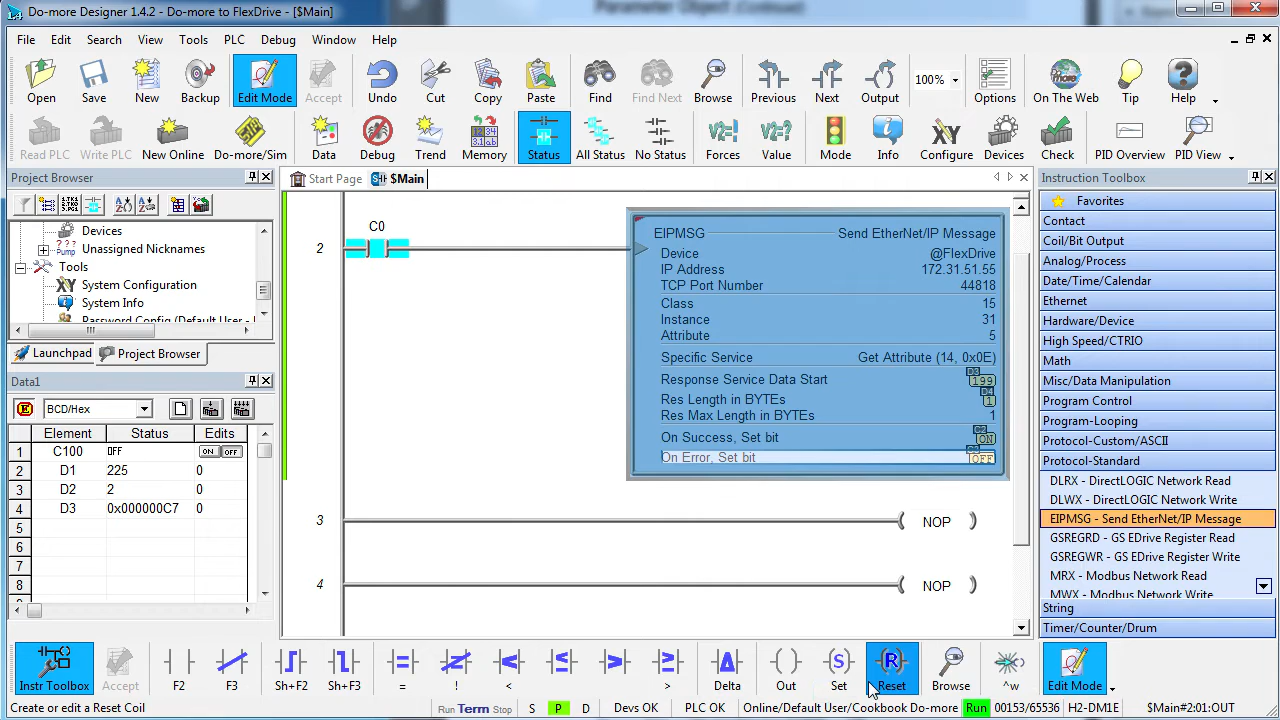 Parameter Object (Continue)
Do-more Designer 1.4.2 - Do-more to FlexDrive - [$Main]
File Edit Search View Tools PLC Debug Window Help
Open Save New Backup Edit Mode Accept Undo Cut Copy Paste Find Find Next Browse Previous Next Output 100% Options On The Web Tip Help
Read PLC Write PLC New Online Do-more/Sim Data Debug Trend Memory Status All Status No Status Forces Value Mode Info Configure Devices Check PID Overview PID View
Project Browser
Start Page $Main
Instruction Toolbox
Devices
Unassigned Nicknames
Tools
System Configuration
System Info
Password Config (Default User -
Launchpad Project Browser
Data1
BCD/Hex
Element Status Edits
1 C100 OFF ON OFF
2 D1 225 0
3 D2 2 0
4 D3 0x000000C7 0
5
6
7
8
C0
2
EIPMSG Send EtherNet/IP Message
Device @FlexDrive
IP Address 172.31.51.55
TCP Port Number 44818
Class 15
Instance 31
Attribute 5
Specific Service Get Attribute (14, 0x0E)
D3
Response Service Data Start 199
D4
Res Length in BYTES 1
Res Max Length in BYTES 1
C2
On Success, Set bit ON
On Error, Set bit OFF
3 NOP
4 NOP
Favorites
Contact
Coil/Bit Output
Analog/Process
Date/Time/Calendar
Ethernet
Hardware/Device
High Speed/CTRIO
Math
Misc/Data Manipulation
Program Control
Program-Looping
Protocol-Custom/ASCII
Protocol-Standard
DLRX - DirectLOGIC Network Read
DLWX - DirectLOGIC Network Write
EIPMSG - Send EtherNet/IP Message
GSREGRD - GS EDrive Register Read
GSREGWR - GS EDrive Register Write
MRX - Modbus Network Read
MWX - Modbus Network Write
String
Timer/Counter/Drum
Instr Toolbox Accept F2 F3 Sh+F2 Sh+F3 = ! < > Delta Out Set Reset Browse ^w Edit Mode
Create or edit a Reset Coil
Run Term Stop S P D Devs OK PLC OK Online/Default User/Cookbook Do-more Run 00153/65536 H2-DM1E $Main*2:01:OUT